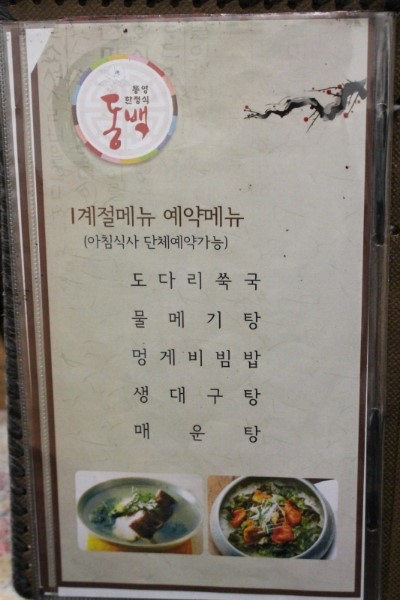 통영
한정식
동백
계절메뉴 예약메뉴
(아침식사 단체예약가능)
도다리쑥국
물메기탕
멍게비빔밥
생대구탕
매운탕